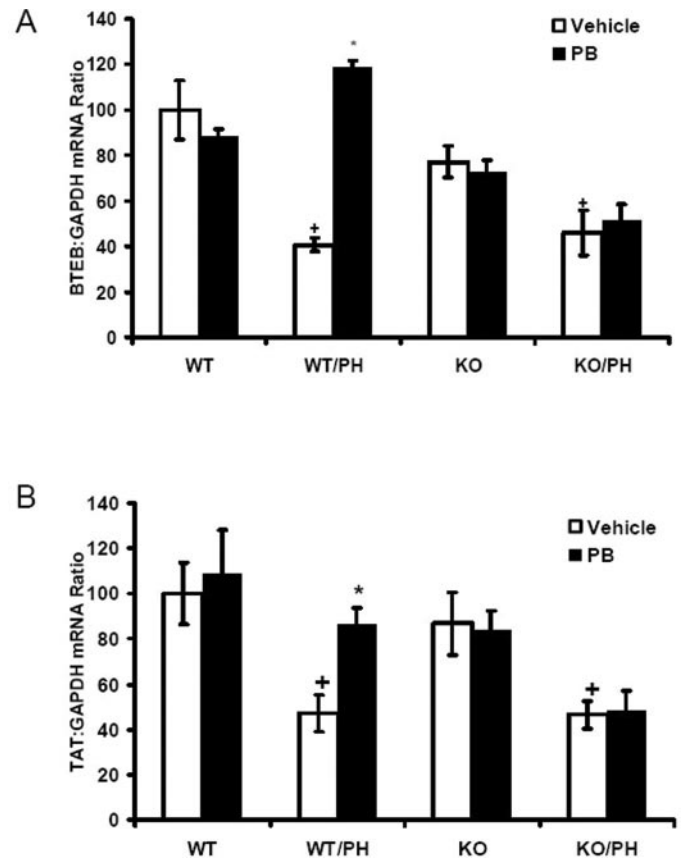 A
BTEB:GAPDH mRNA Ratio
140
120
100
80
60
40
20
0
Vehicle
PB
+
*
+
WT
WT/PH
KO
KO/PH
B
TAT:GAPDH mRNA Ratio
140
120
100
80
60
40
20
0
Vehicle
PB
+
*
+
WT
WT/PH
KO
KO/PH